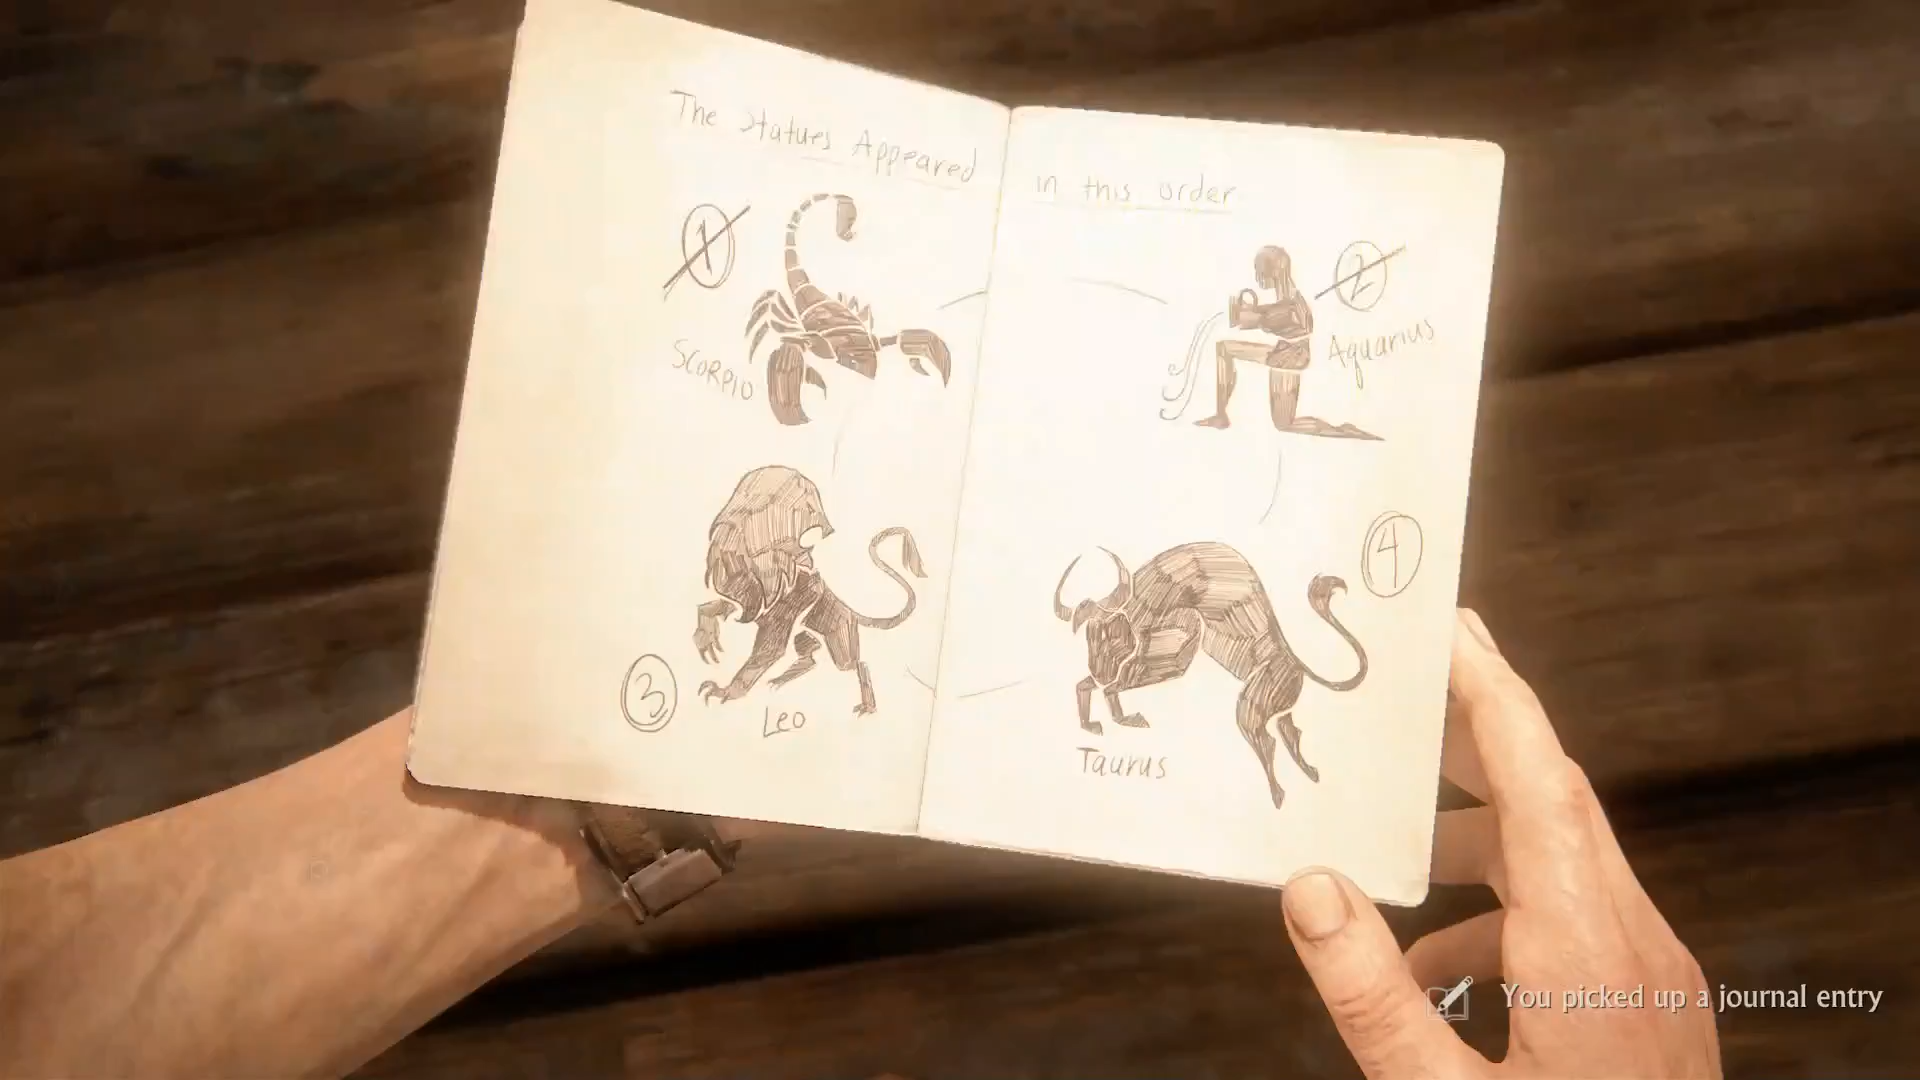 The Statues Appeared in this order
1
2
SCORPIO
Aquarius
3
Leo
4
Taurus
You picked up a journal entry